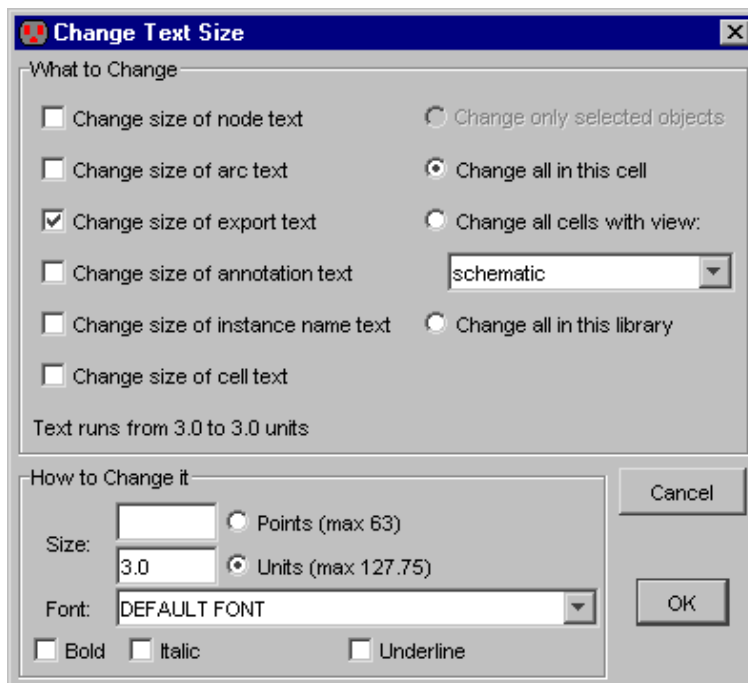 Change Text Size
What to Change
Change size of node text
Change only selected objects
Change size of arc text
Change all in this cell
Change size of export text
Change all cells with view:
Change size of annotation text
schematic
Change size of instance name text
Change all in this library
Change size of cell text
Text runs from 3.0 to 3.0 units
How to Change it
Cancel
Size:
Points (max 63)
3.0
Units (max 127.75)
Font:
DEFAULT FONT
OK
Bold
Italic
Underline